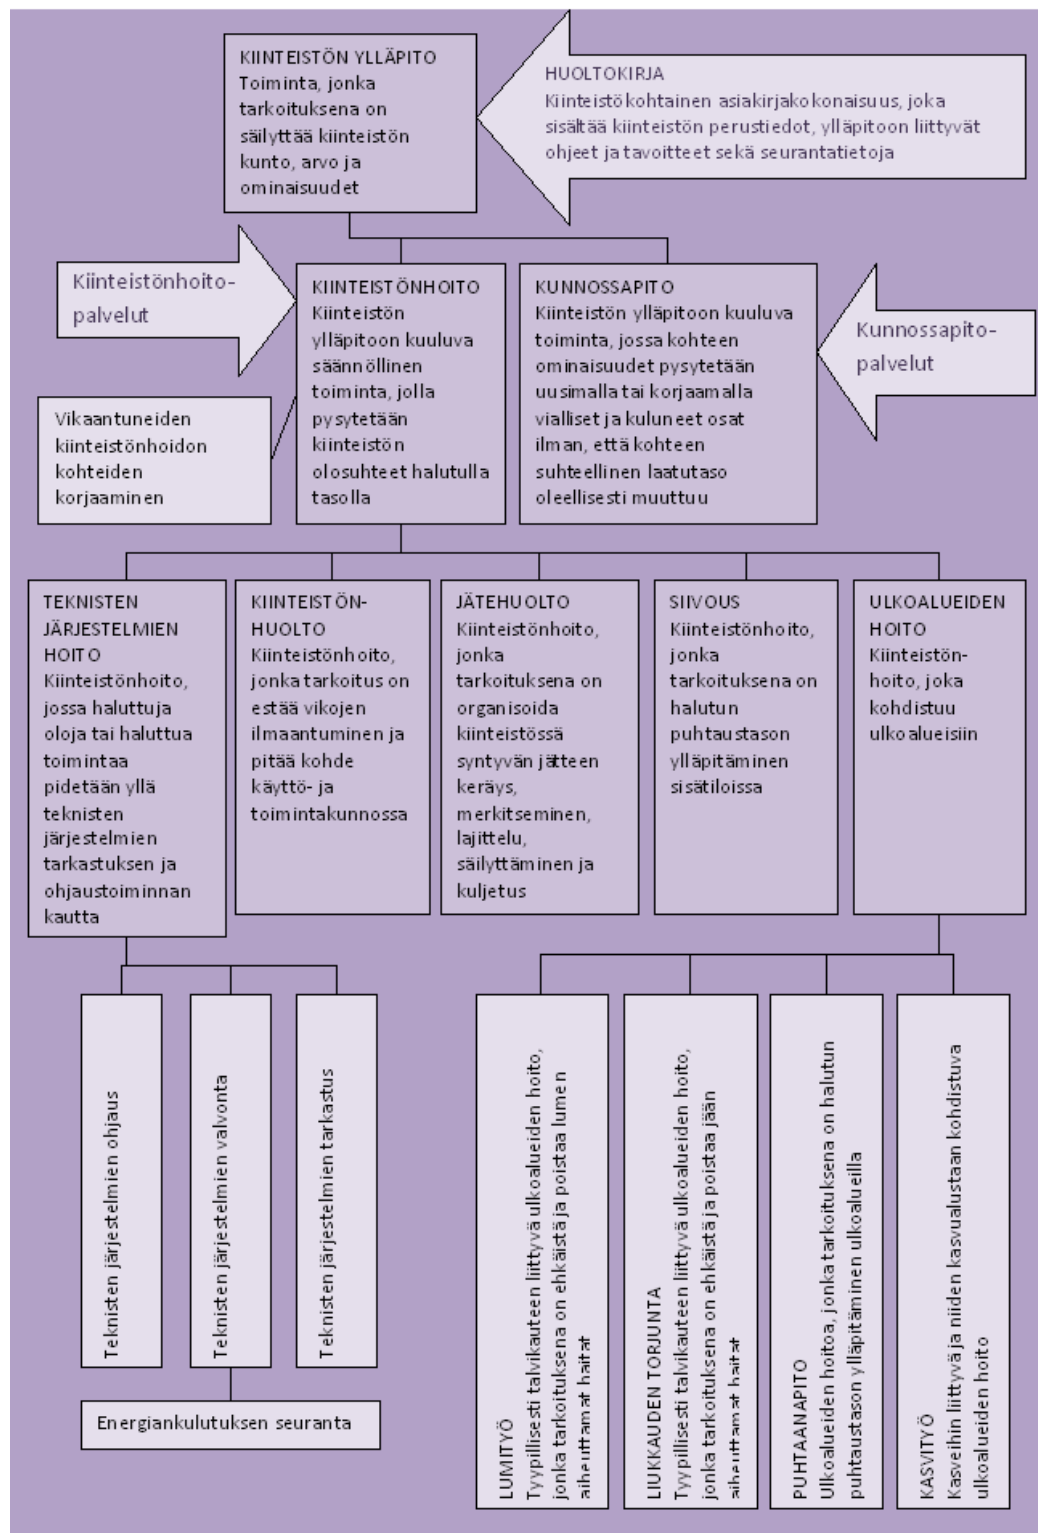 KIINTEISTÖN YLLÄPITO
Toiminta, jonka
tarkoituksena on
säilyttää kiinteistön
kunto, arvo ja
ominaisuudet
HUOLTOKIRJA
Kiinteistökohtainen asiakirjakokonaisuus, joka
sisältää kiinteistön perustiedot, ylläpitoon liittyvät
ohjeet ja tavoitteet sekä seurantatietoja
Kiinteistönhoito-
palvelut
KIINTEISTÖNHOITO
Kiinteistön
ylläpitoon kuuluva
säännöllinen
toiminta, jolla
pysytetään
kiinteistön
olosuhteet halutulla
tasolla
KUNNOSSAPITO
Kiinteistön ylläpitoon kuuluva
toiminta, jossa kohteen
ominaisuudet pysytetään
uusimalla tai korjaamalla
vialliset ja kuluneet osat
ilman, että kohteen
suhteellinen laatutaso
oleellisesti muuttuu
Kunnossapito-
palvelut
Vikaantuneiden
kiinteistönhoidon
kohteiden
korjaaminen
TEKNISTEN
JÄRJESTELMIEN
HOITO
Kiinteistönhoito,
jossa haluttuja
oloja tai haluttua
toimintaa
pidetään yllä
teknisten
järjestelmien
tarkastuksen ja
ohjaustoiminnan
kautta
KIINTEISTÖN-
HUOLTO
Kiinteistönhoito,
jonka tarkoitus on
estää vikojen
ilmaantuminen ja
pitää kohde
käyttö- ja
toimintakunnossa
JÄTEHUOLTO
Kiinteistönhoito,
jonka
tarkoituksena on
organisoida
kiinteistössä
syntyvän jätteen
keräys,
merkitseminen,
lajittelu,
säilyttäminen ja
kuljetus
SIIVOUS
Kiinteistönhoito,
jonka
tarkoituksena on
halutun
puhtaustason
ylläpitäminen
sisätiloissa
ULKOALUEIDEN
HOITO
Kiinteistön-
hoito, joka
kohdistuu
ulkoalueisiin
Teknisten järjestelmien ohjaus
Teknisten järjestelmien valvonta
Teknisten järjestelmien tarkastus
Energiankulutuksen seuranta
LUMITYÖ
Tyypillisesti talvikauteen liittyvä ulkoalueiden hoito,
jonka tarkoituksena on ehkäistä ja poistaa lumen
aiheuttamat haitat
LIUKKAUDEN TORJUNTA
Tyypillisesti talvikauteen liittyvä ulkoalueiden hoito,
jonka tarkoituksena on ehkäistä ja poistaa jään
aiheuttamat haitat
PUHTAANAPITO
Ulkoalueiden hoitoa, jonka tarkoituksena on halutun
puhtaustason ylläpitäminen ulkoalueilla
KASVITYÖ
Kasveihin liittyvä ja niiden kasvualustaan kohdistuva
ulkoalueiden hoito